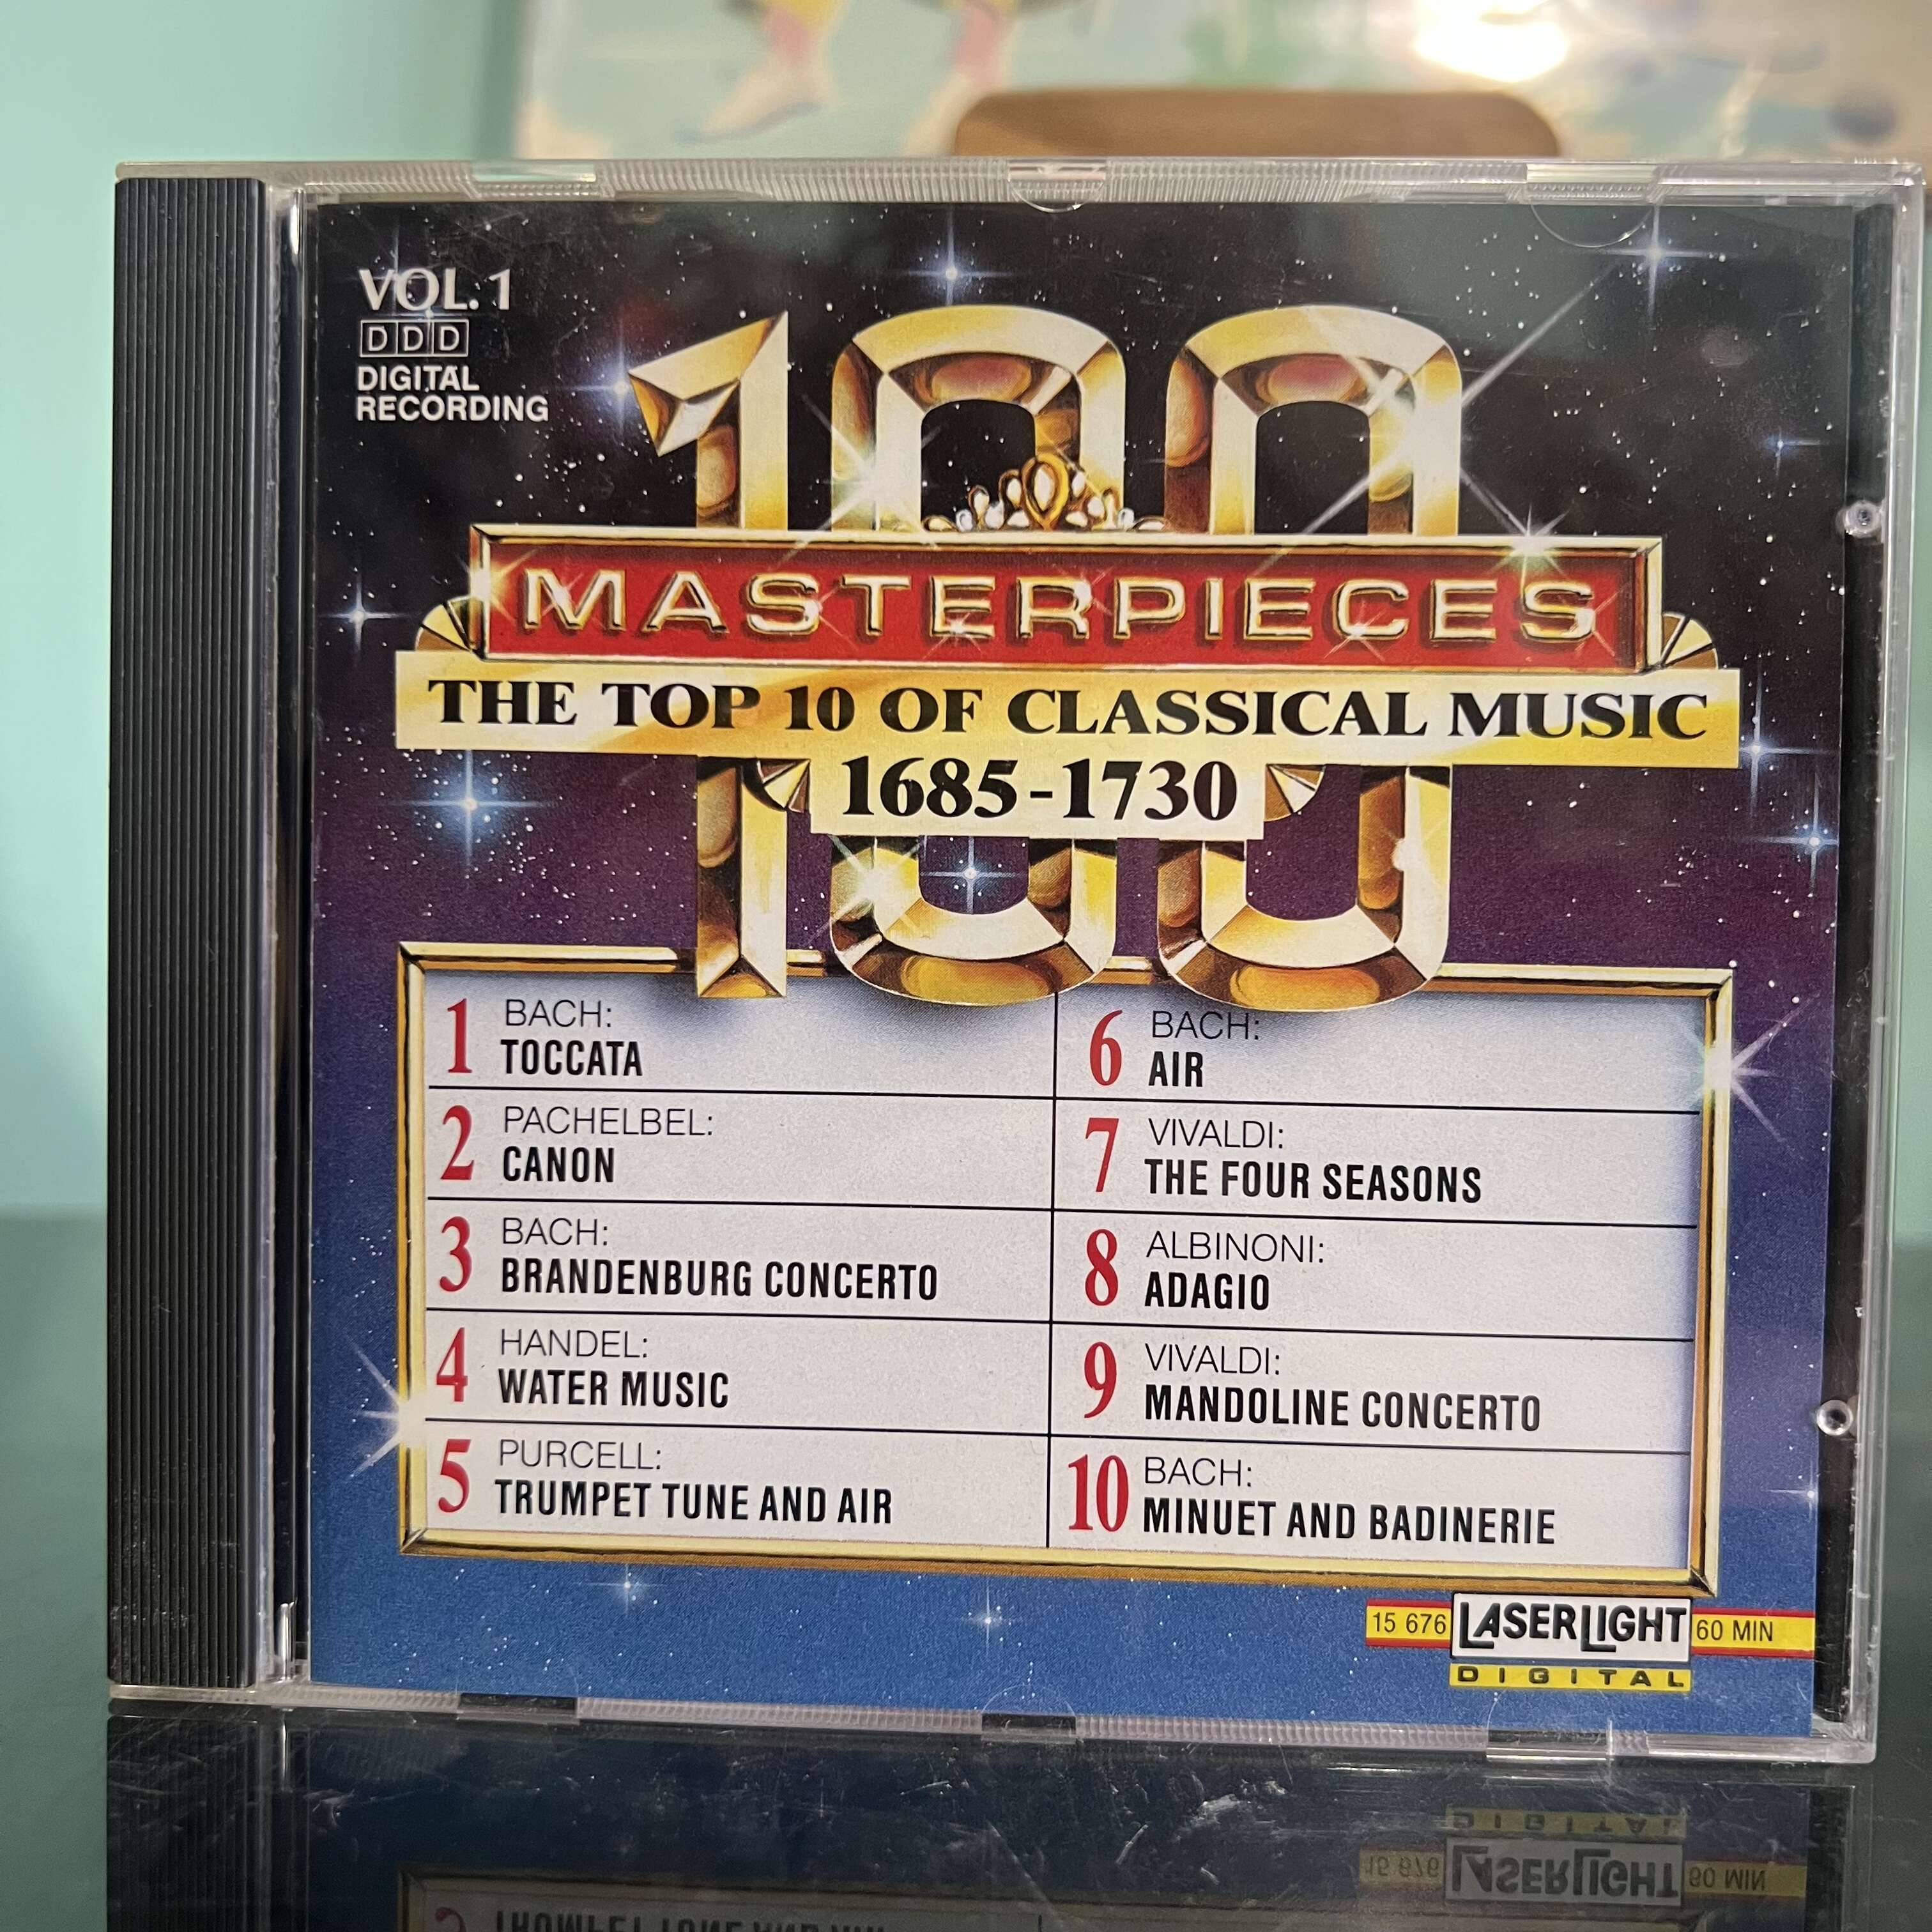 VOL. 1
DDD
DIGITAL
RECORDING
100
MASTERPIECES
THE TOP 10 OF CLASSICAL MUSIC
1685-1730
1 BACH:
TOCCATA
2 PACHELBEL:
CANON
3 BACH:
BRANDENBURG CONCERTO
4 HANDEL:
WATER MUSIC
5 PURCELL:
TRUMPET TUNE AND AIR
6 BACH:
AIR
7 VIVALDI:
THE FOUR SEASONS
8 ALBINONI:
ADAGIO
9 VIVALDI:
MANDOLINE CONCERTO
10 BACH:
MINUET AND BADINERIE
15 676 LASERLIGHT 60 MIN
DIGITAL